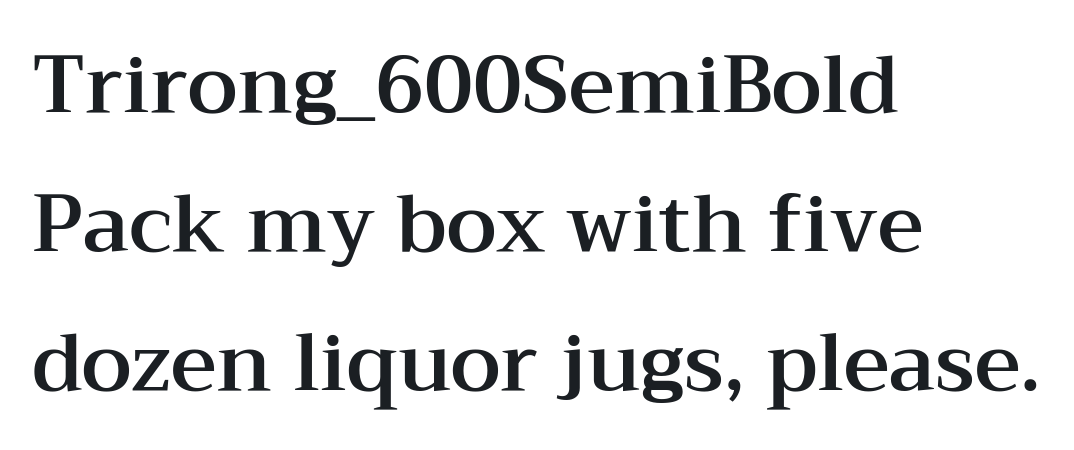 Trirong_600SemiBold
Pack my box with five
dozen liquor jugs, please.